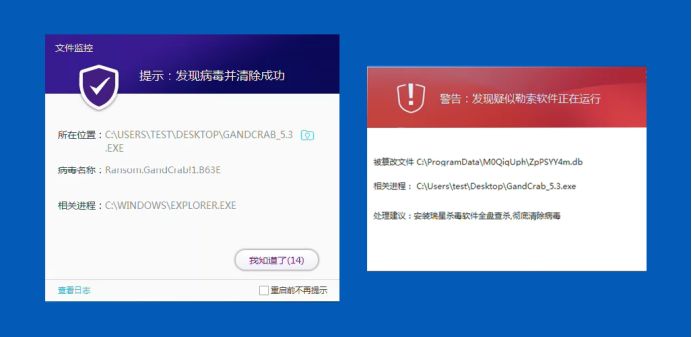 文件监控
提示：发现病毒并清除成功
所在位置：C:\USERS\TEST\DESKTOP\GANDCRAB_5.3
.EXE
病毒名称：Ransom.GandCrab!1.B63E
相关进程：C:\WINDOWS\EXPLORER.EXE
我知道了(14)
查看日志
重启前不再提示
警告：发现疑似勒索软件正在运行
被篡改文件 C:\ProgramData\M0QiqUph\ZpPSYY4m.db
相关进程： C:\Users\test\Desktop\GandCrab_5.3.exe
处理建议：安装瑞星杀毒软件全盘查杀,彻底清除病毒